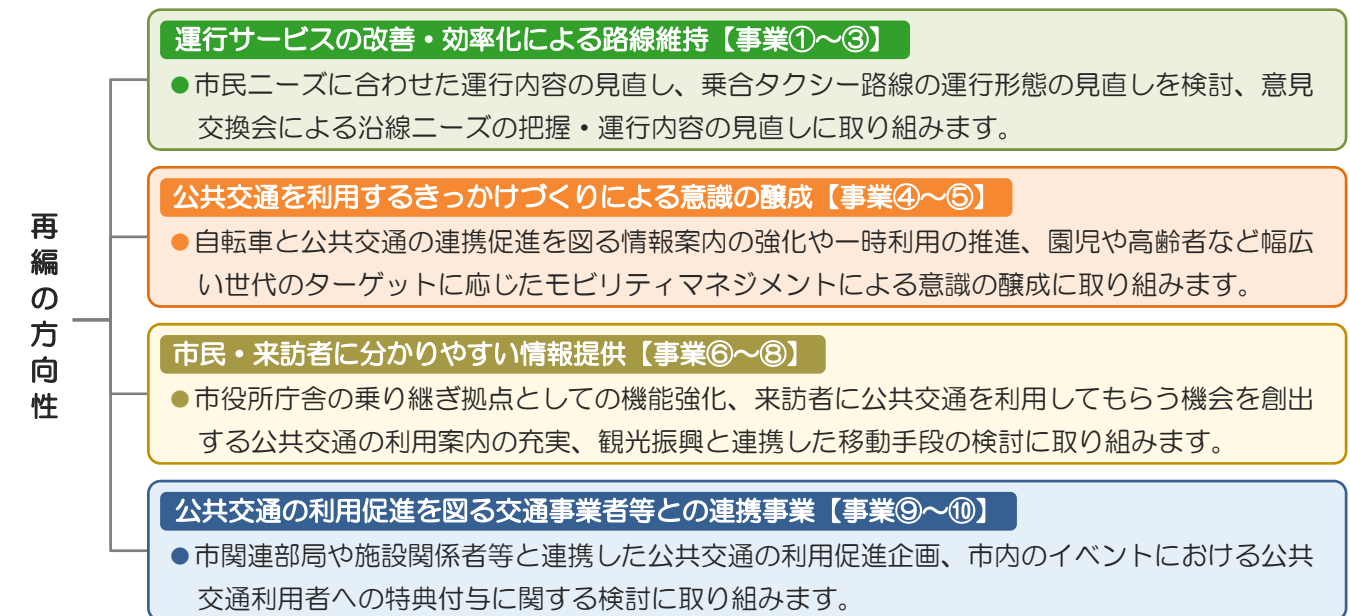 再編の方向性
運行サービスの改善・効率化による路線維持【事業①~③】
●市民ニーズに合わせた運行内容の見直し、乗合タクシー路線の運行形態の見直しを検討、意見
交換会による沿線ニーズの把握・運行内容の見直しに取り組みます。
公共交通を利用するきっかけづくりによる意識の醸成【事業④~⑤】
●自転車と公共交通の連携促進を図る情報案内の強化や一時利用の推進、園児や高齢者など幅広
い世代のターゲットに応じたモビリティマネジメントによる意識の醸成に取り組みます。
市民・来訪者に分かりやすい情報提供【事業⑥~⑧】
●市役所庁舎の乗り継ぎ拠点としての機能強化、来訪者に公共交通を利用してもらう機会を創出
する公共交通の利用案内の充実、観光振興と連携した移動手段の検討に取り組みます。
公共交通の利用促進を図る交通事業者等との連携事業【事業⑨~⑩】
●市関連部局や施設関係者等と連携した公共交通の利用促進企画、市内のイベントにおける公共
交通利用者への特典付与に関する検討に取り組みます。